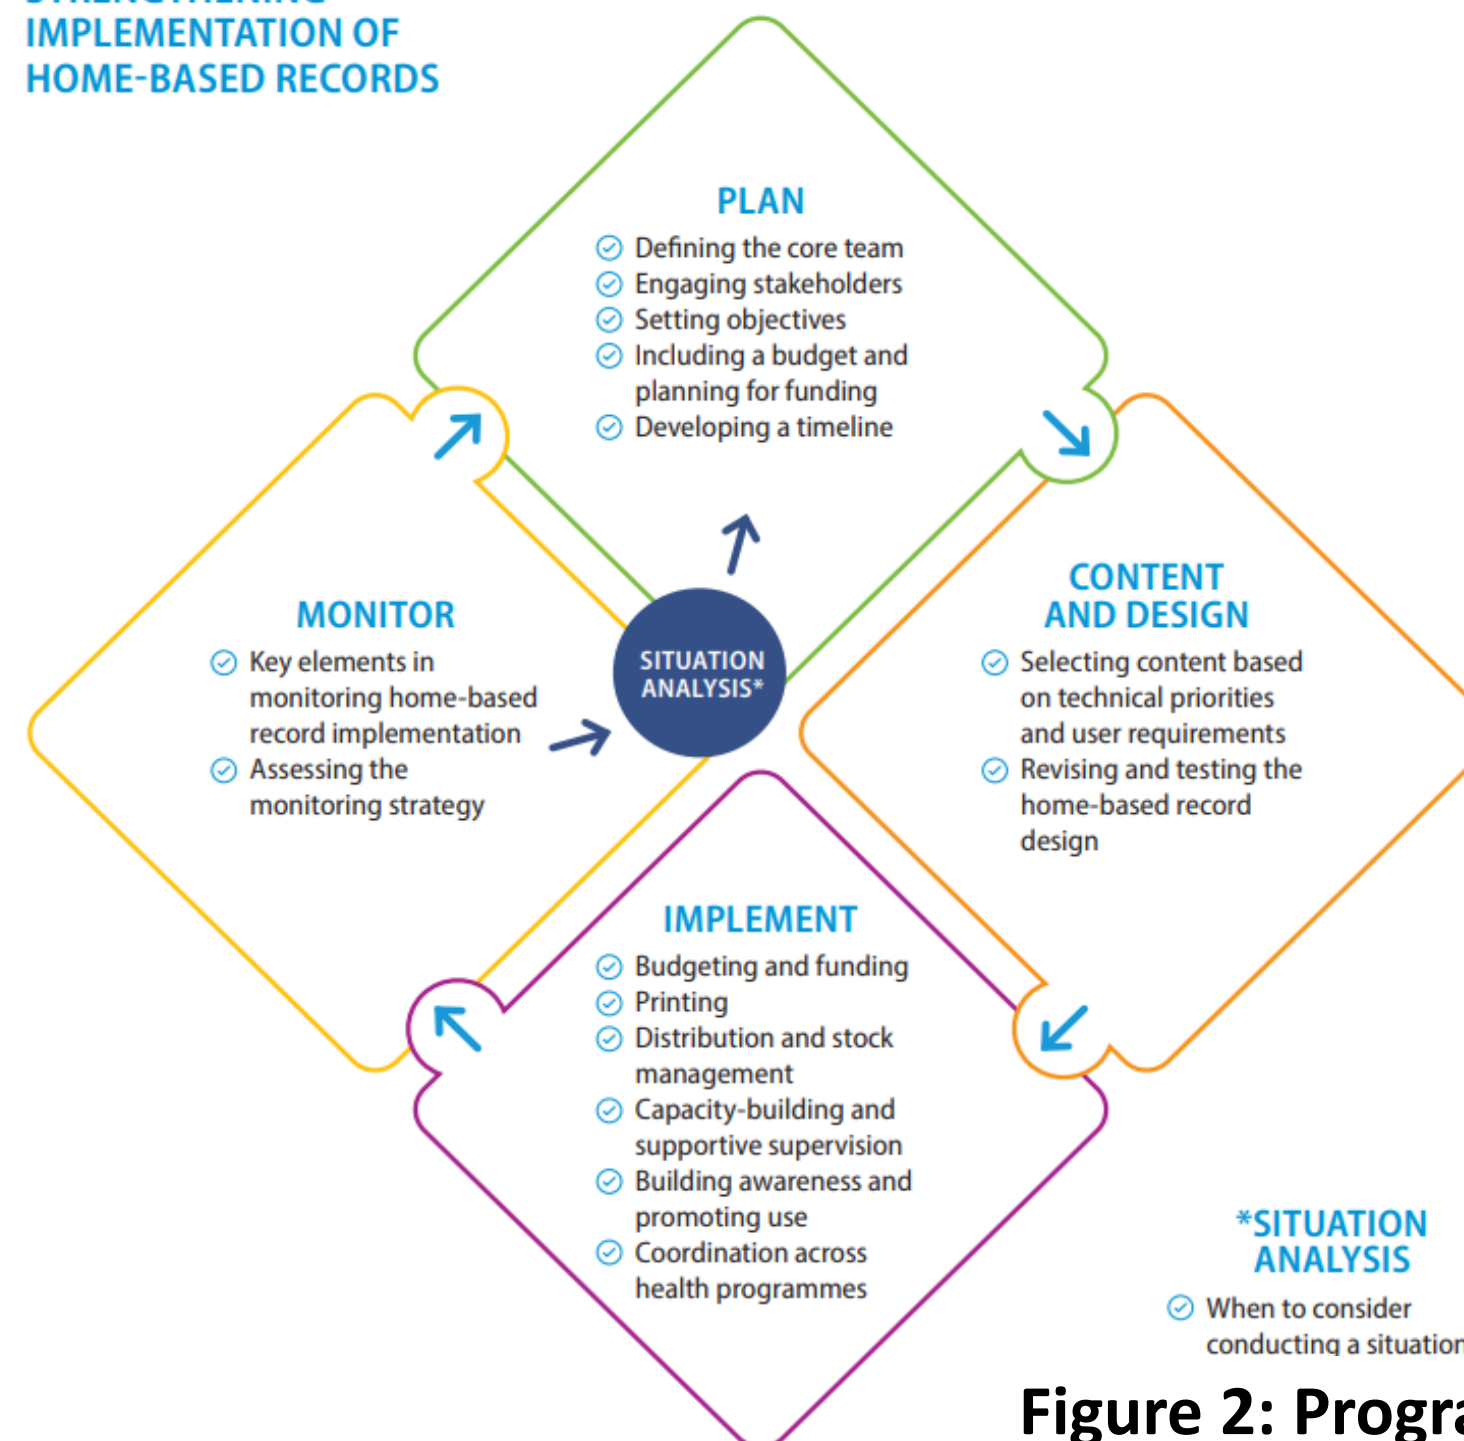 STRENGTHENING
IMPLEMENTATION OF
HOME-BASED RECORDS
PLAN
Defining the core team
Engaging stakeholders
Setting objectives
Including a budget and
planning for funding
Developing a timeline
CONTENT
AND DESIGN
Selecting content based
on technical priorities
and user requirements
Revising and testing the
home-based record
design
MONITOR
Key elements in
monitoring home-based
record implementation
Assessing the
monitoring strategy
SITUATION
ANALYSIS*
IMPLEMENT
Budgeting and funding
Printing
Distribution and stock
management
Capacity-building and
supportive supervision
Building awareness and
promoting use
Coordination across
health programmes
*SITUATION
ANALYSIS
When to consider
conducting a situation
Figure 2: Progra